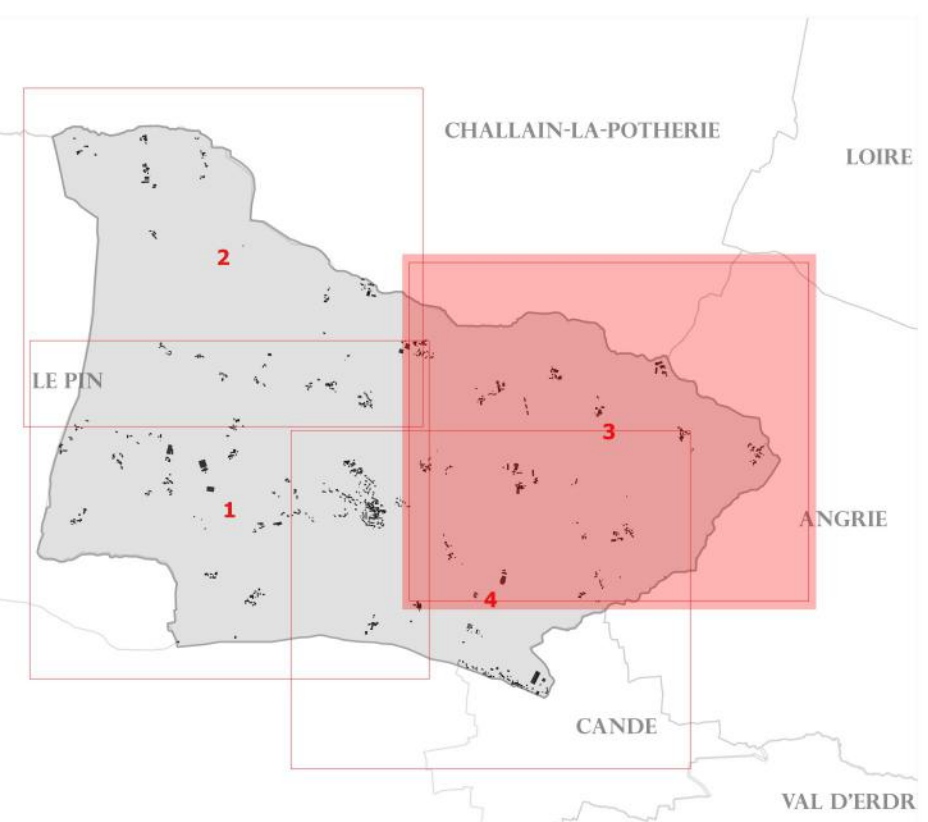 CHALLAIN-LA-POTHERIE
LOIRE
2
LE PIN
3
1
ANGRIE
4
CANDE
VAL D'ERDR